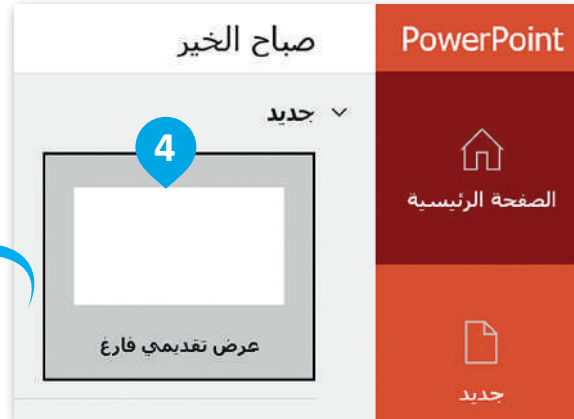 PowerPoint
الصفحة الرئيسية
جديد
صباح الخير
جديد
4
عرض تقديمي فارغ